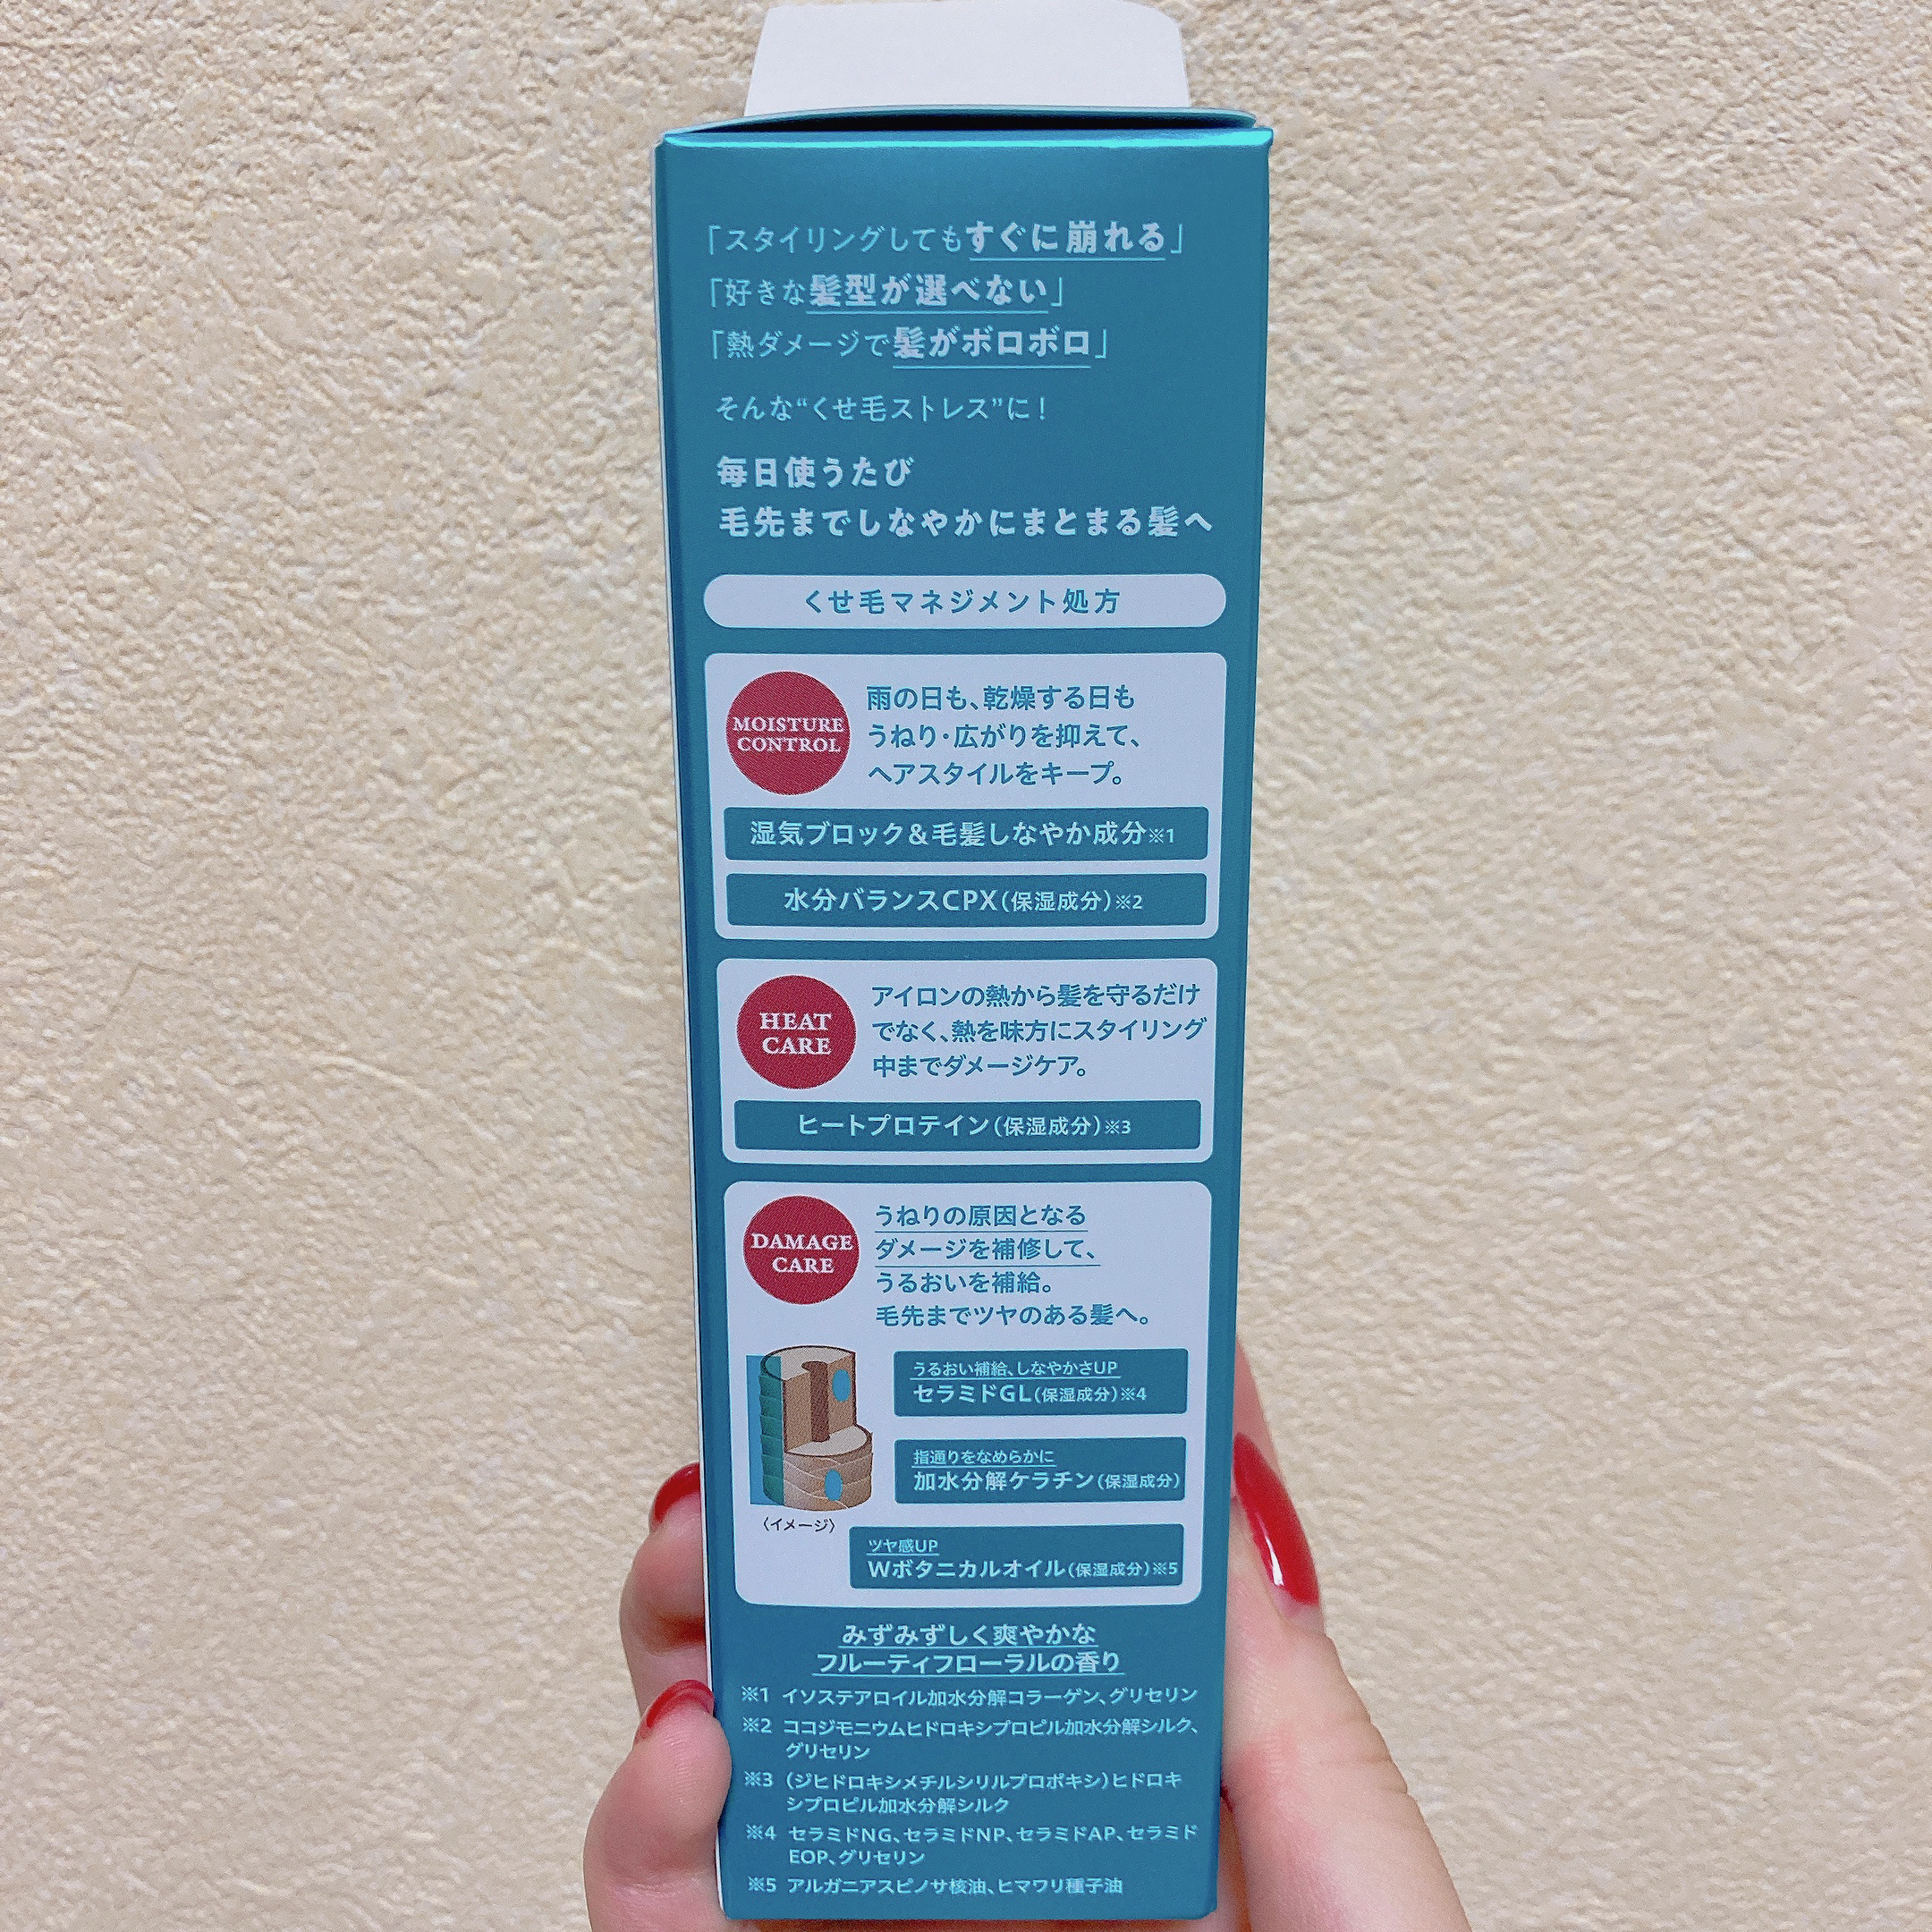 「スタイリングしてもすぐに崩れる」
「好きな髪型が選べない」
「熱ダメージで髪がボロボロ」
そんな“くせ毛ストレス”に！
毎日使うたび
毛先までしなやかにまとまる髪へ
くせ毛マネジメント処方
MOISTURE
CONTROL
雨の日も、乾燥する日も
うねり・広がりを抑えて、
ヘアスタイルをキープ。
湿気ブロック＆毛髪しなやか成分※1
水分バランスCPX(保湿成分)※2
HEAT
CARE
アイロンの熱から髪を守るだけ
でなく、熱を味方にスタイリング
中までダメージケア。
ヒートプロテイン(保湿成分)※3
DAMAGE
CARE
うねりの原因となる
ダメージを補修して、
うるおいを補給。
毛先までツヤのある髪へ。
うるおい補給、しなやかさUP
セラミドGL(保湿成分)※4
指通りをなめらかに
加水分解ケラチン(保湿成分)
〈イメージ〉
ツヤ感UP
Wボタニカルオイル(保湿成分)※5
みずみずしく爽やかな
フルーティフローラルの香り
※1 イソステアロイル加水分解コラーゲン、グリセリン
※2 ココジモニウムヒドロキシプロピル加水分解シルク、
グリセリン
※3 (ジヒドロキシメチルシリルプロポキシ)ヒドロキ
シプロピル加水分解シルク
※4 セラミドNG、セラミドNP、セラミドAP、セラミド
EOP、グリセリン
※5 アルガニアスピノサ核油、ヒマワリ種子油